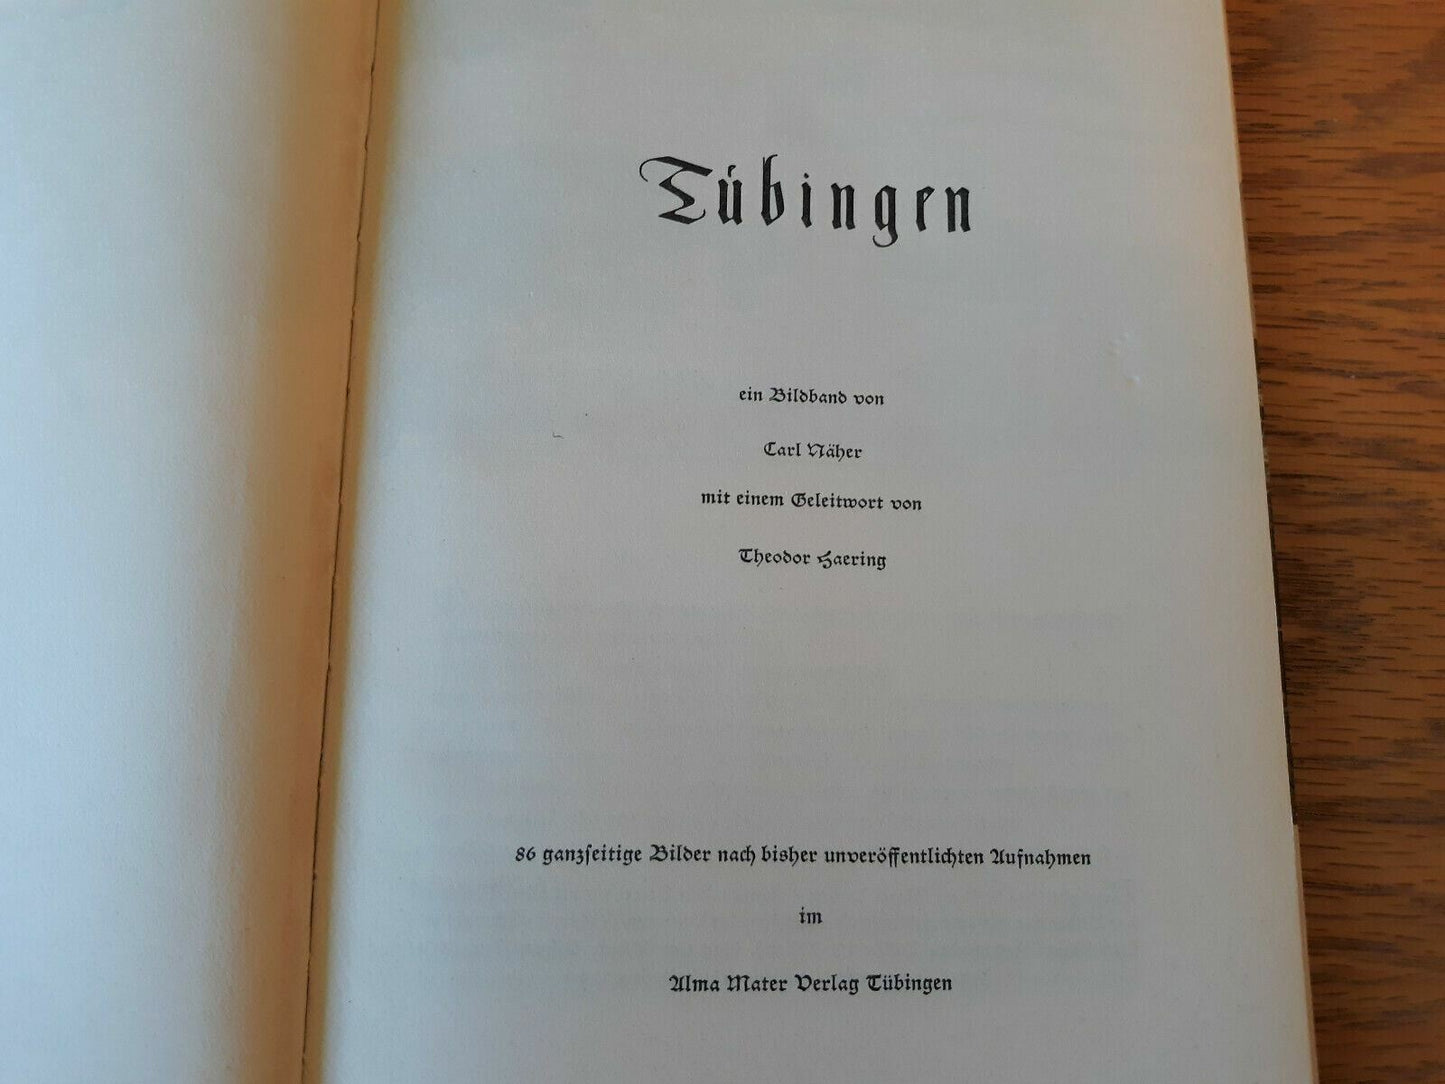 Tübingen
ein Bildband von
Carl Näher
mit einem Geleitwort von
Theodor Haering
86 ganzſeitige Bilder nach bisher unveröffentlichten Aufnahmen
im
Alma Mater Verlag Tübingen